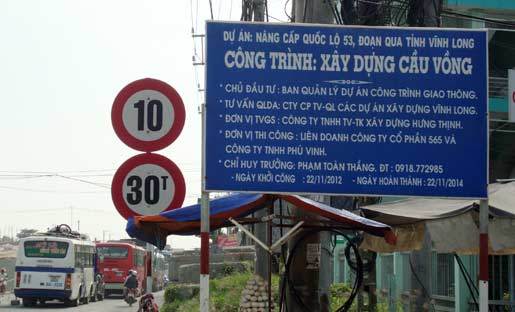 DỰ ÁN: NÂNG CẤP QUỐC LỘ 53, ĐOẠN QUA TỈNH VĨNH LONG
CÔNG TRÌNH: XÂY DỰNG CẦU VỒNG
* CHỦ ĐẦU TƯ : BAN QUẢN LÝ DỰ ÁN CÔNG TRÌNH GIAO THÔNG.
* TƯ VẤN QLDA: CTY CP TV-QL CÁC DỰ ÁN XÂY DỰNG VĨNH LONG.
* ĐƠN VỊ TVGS : CÔNG TY TNHH TV-TK XÂY DỰNG HƯNG THỊNH.
* ĐƠN VỊ THI CÔNG : LIÊN DOANH CÔNG TY CỔ PHẦN 565 VÀ
CÔNG TY TNHH PHÚ VINH.
* CHỈ HUY TRƯỞNG: PHẠM TOÀN THẮNG. ĐT: 0918.772985
- NGÀY KHỞI CÔNG : 22/11/2012 - NGÀY HOÀN THÀNH : 22/11/2014
10
30T